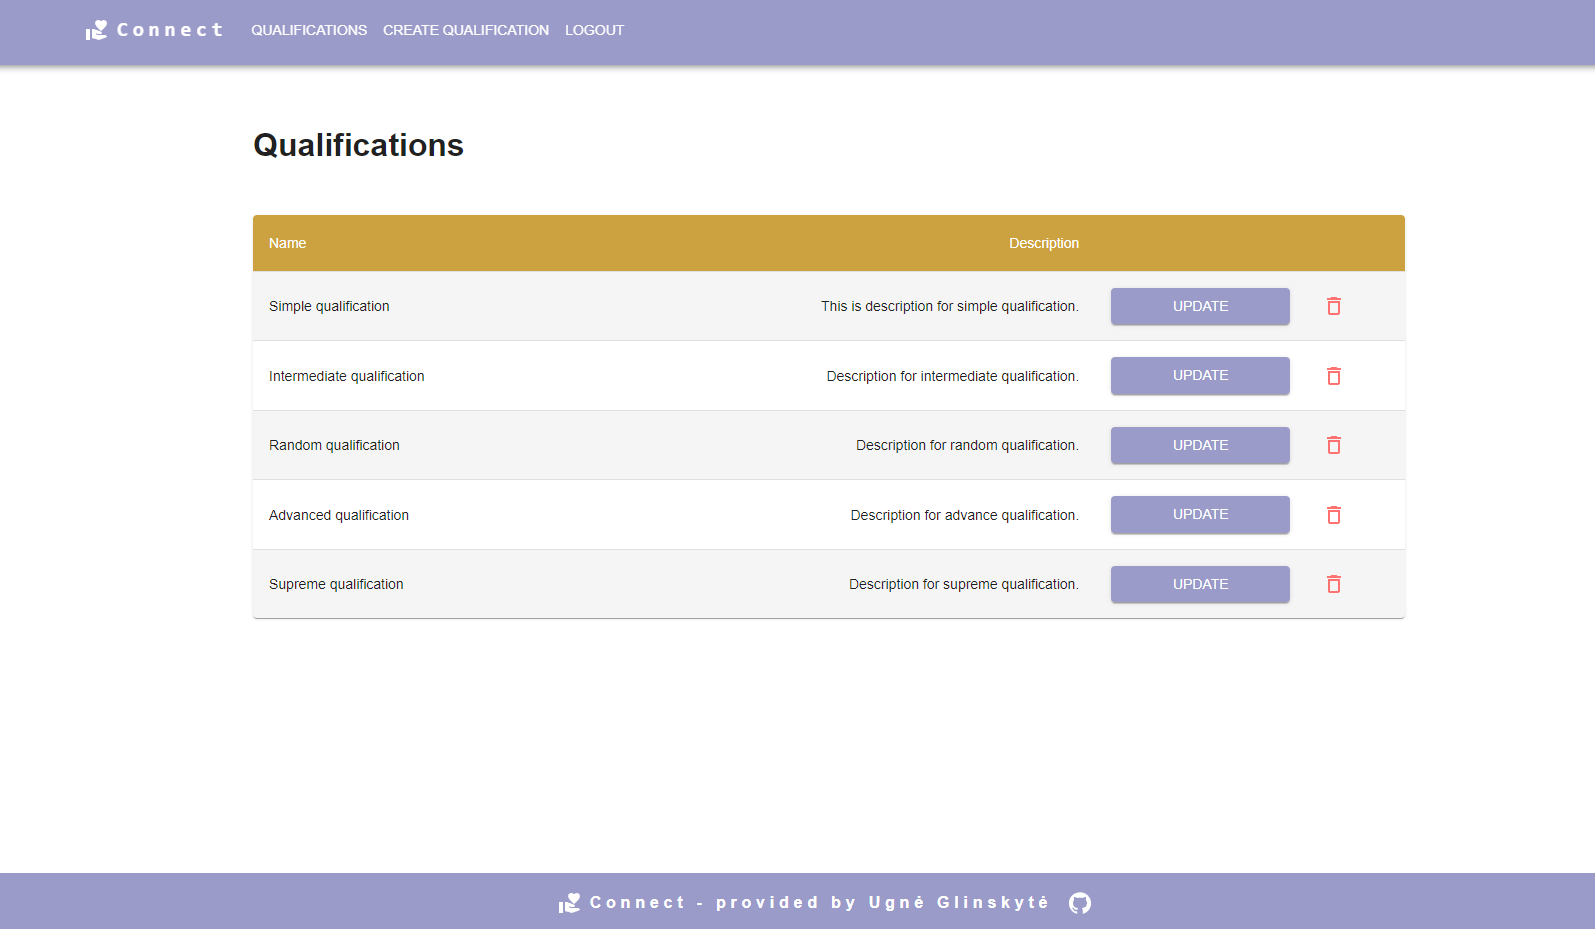 Connect QUALIFICATIONS CREATE QUALIFICATION LOGOUT
Qualifications
Name Description
Simple qualification This is description for simple qualification. UPDATE
Intermediate qualification Description for intermediate qualification. UPDATE
Random qualification Description for random qualification. UPDATE
Advanced qualification Description for advance qualification. UPDATE
Supreme qualification Description for supreme qualification. UPDATE
Connect - provided by Ugnė Glinskytė